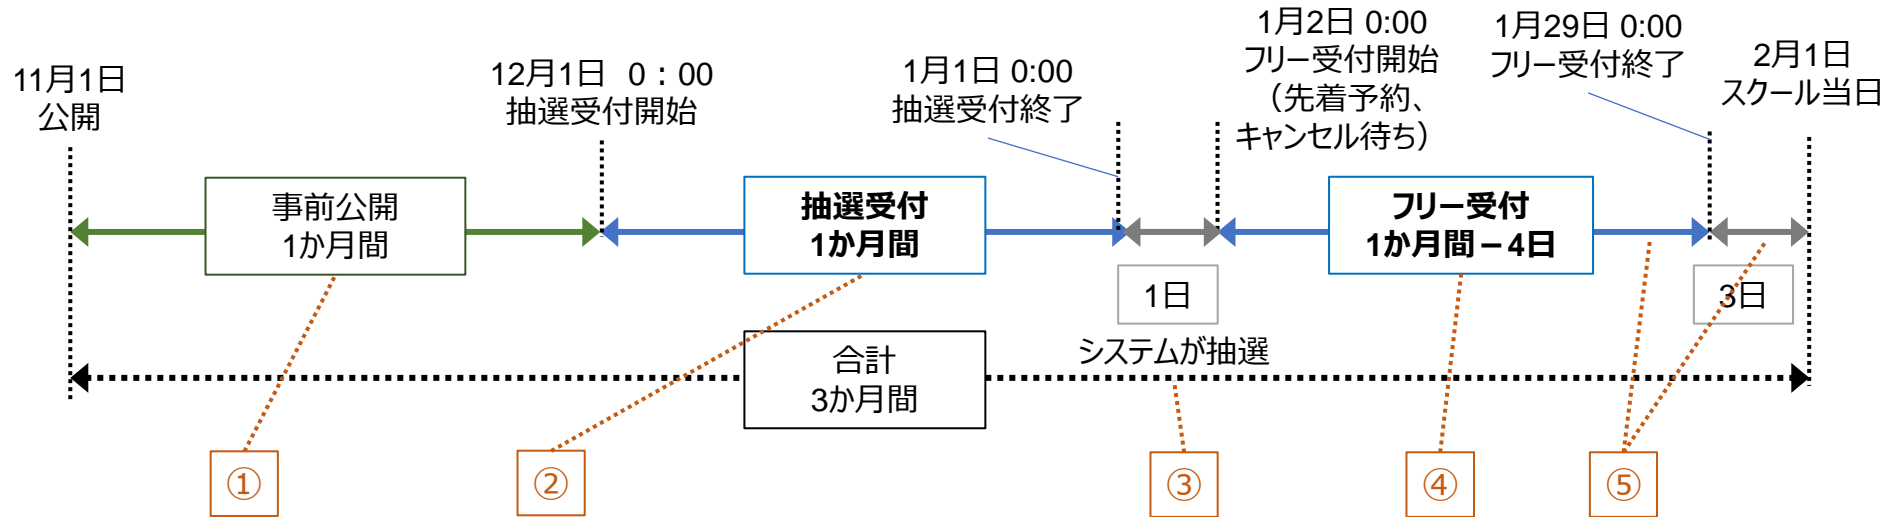 11月1日
公開
12月1日 0：00
抽選受付開始
1月1日 0:00
抽選受付終了
1月2日 0:00
フリー受付開始
（先着予約、
キャンセル待ち）
1月29日 0:00
フリー受付終了
2月1日
スクール当日
事前公開
1か月間
抽選受付
1か月間
フリー受付
1か月間－4日
1日
3日
システムが抽選
合計
3か月間
①
②
③
④
⑤